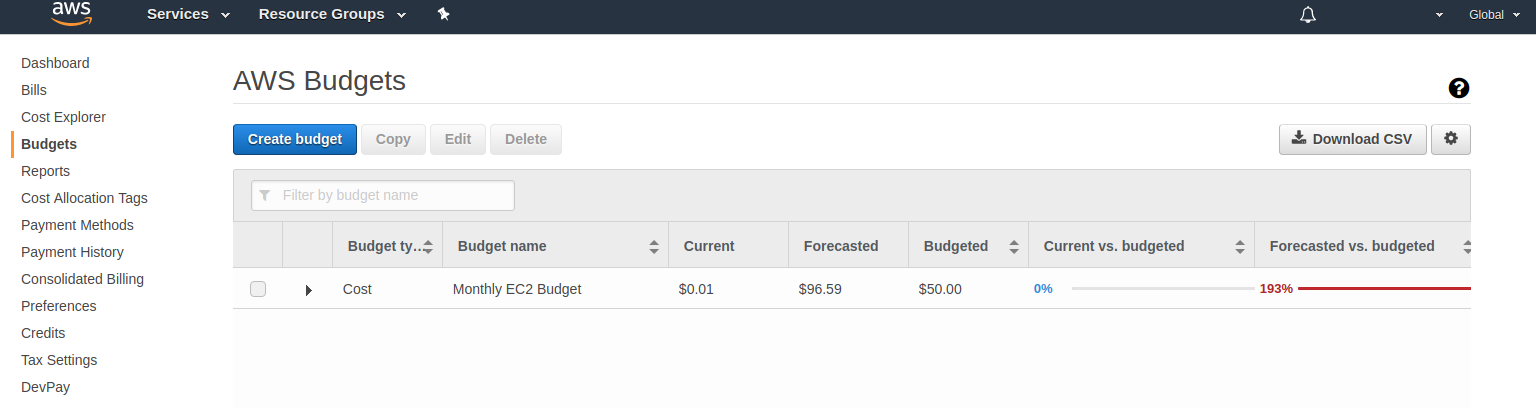 aws Services Resource Groups Global
Dashboard
Bills
Cost Explorer
Budgets
Reports
Cost Allocation Tags
Payment Methods
Payment History
Consolidated Billing
Preferences
Credits
Tax Settings
DevPay
AWS Budgets
?
Create budget Copy Edit Delete Download CSV
Filter by budget name
Budget ty... Budget name Current Forecasted Budgeted Current vs. budgeted Forecasted vs. budgeted
Cost Monthly EC2 Budget $0.01 $96.59 $50.00 0% 193%